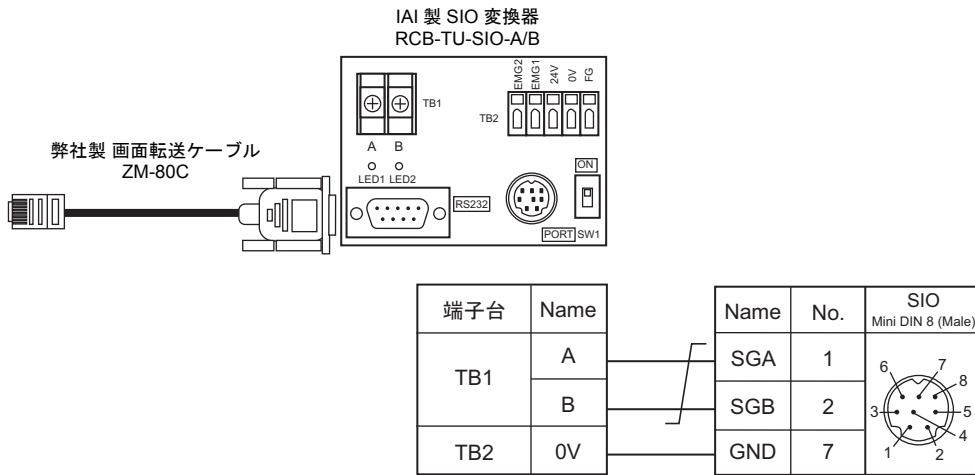 IAI 製 SIO 変換器
RCB-TU-SIO-A/B
弊社製 画面転送ケーブル
ZM-80C
TB1
A B
LED1 LED2
RS232
TB2
EMG2 EMG1 24V 0V FG
ON
PORT SW1
端子台 Name
TB1 A
B
TB2 0V
Name No. SIO
Mini DIN 8 (Male)
SGA 1
SGB 2
GND 7
6 7 8
3 5
4
1 2